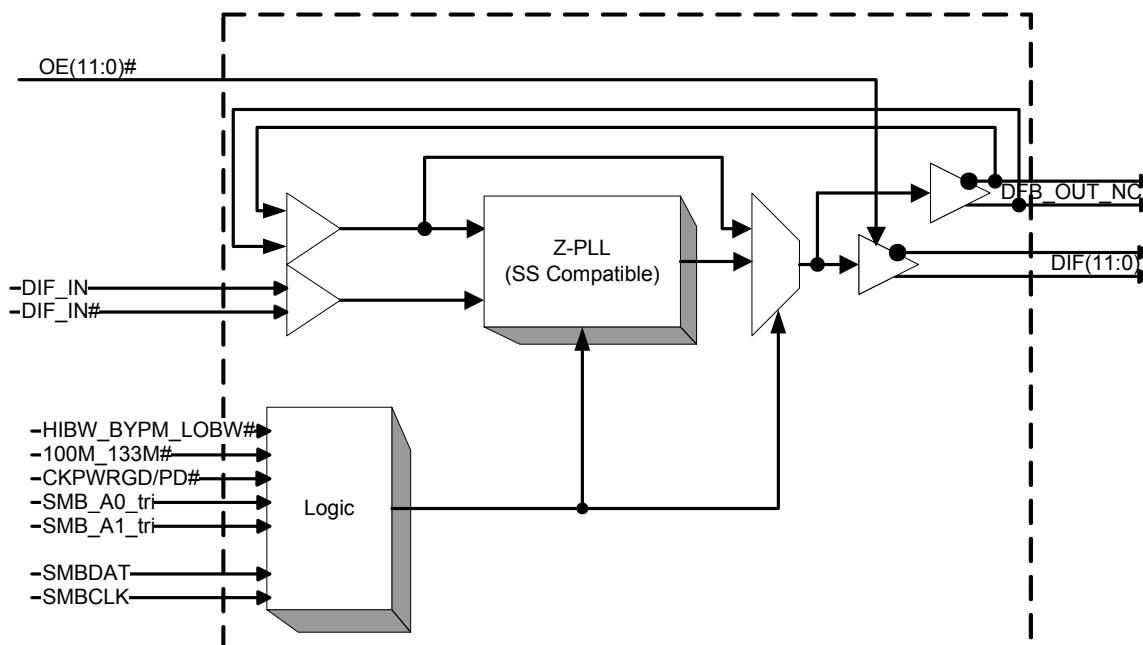 OE(11:0)#
DFB_OUT_NC
Z-PLL
(SS Compatible)
DIF(11:0)
DIF_IN
DIF_IN#
HIBW_BYPM_LOBW#
100M_133M#
CKPWRGD/PD#
SMB_A0_tri
SMB_A1_tri
Logic
SMBDAT
SMBCLK